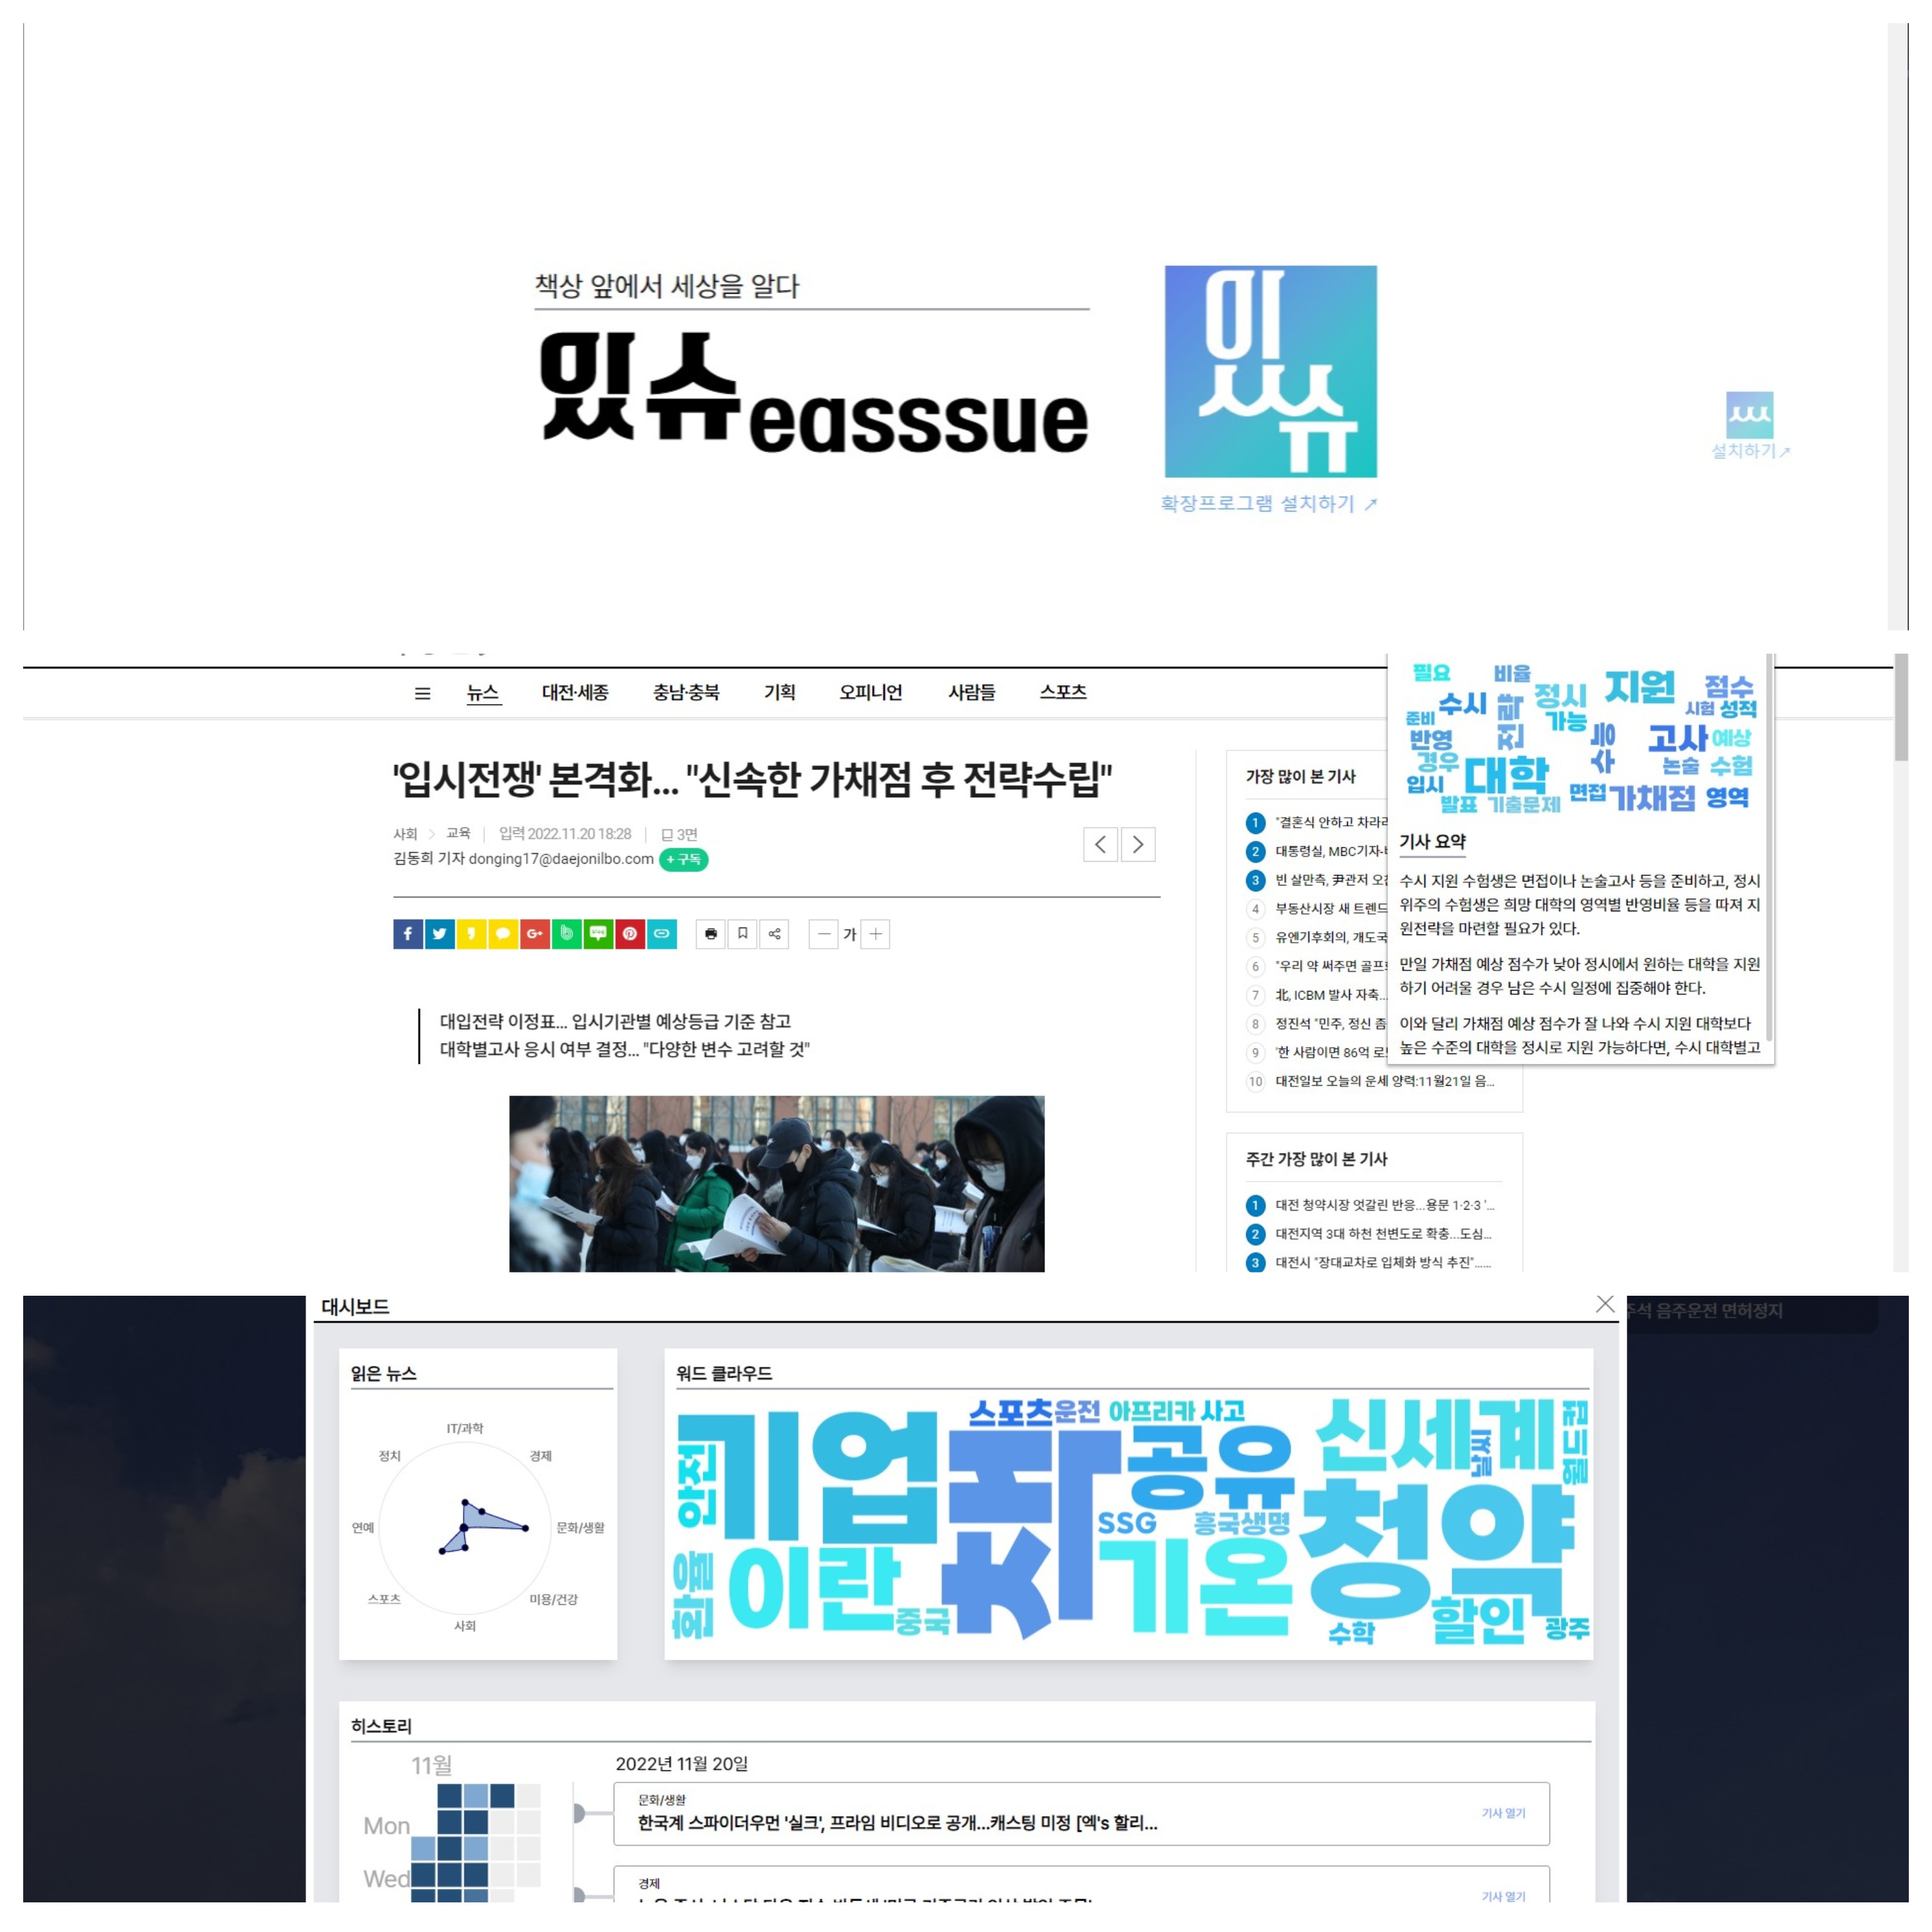 책상 앞에서 세상을 알다
있슈 easssue
이
ㅆ슈
확장프로그램 설치하기 ↗
설치하기↗
뉴스 대전·세종 충남·충북 기획 오피니언 사람들 스포츠
'입시전쟁' 본격화... "신속한 가채점 후 전략수립"
사회 > 교육 | 입력 2022.11.20 18:28 | 3면
김동희 기자 donging17@daejonilbo.com + 구독
가
대입전략 이정표... 입시기관별 예상등급 기준 참고
대학별고사 응시 여부 결정... "다양한 변수 고려할 것"
가장 많이 본 기사
1 "결혼식 안하고 차라리
2 대통령실, MBC기자-
3 빈 살만측, 尹관저
4 부동산시장 새 트렌드
5 유엔기후회의, 개도국
6 "우리 약 써주면 골프
7 北, ICBM 발사 자축...
8 정진석 "민주, 정신 좀
9 "한 사람이면 86억
10 대전일보 오늘의 운세 양력:11월21일 음...
주간 가장 많이 본 기사
1 대전 청약시장 엇갈린 반응...용문 1·2·3 '...
2 대전지역 3대 하천 천변도로 확충...도심...
3 대전시 "장대교차로 입체화 방식 추진"......
필요 비율 지원 점수
수시 전략 정시 시험 성적
준비 가능
반영 수능 고사 예상
경우 대학 논술 수험
입시 면접 가채점 영역
발표 기출문제
기사 요약
수시 지원 수험생은 면접이나 논술고사 등을 준비하고, 정시
위주의 수험생은 희망 대학의 영역별 반영비율 등을 따져 지
원전략을 마련할 필요가 있다.
만일 가채점 예상 점수가 낮아 정시에서 원하는 대학을 지원
하기 어려울 경우 남은 수시 일정에 집중해야 한다.
이와 달리 가채점 예상 점수가 잘 나와 수시 지원 대학보다
높은 수준의 대학을 정시로 지원 가능하다면, 수시 대학별고
대시보드
주석 음주운전 면허정지
읽은 뉴스
IT/과학
정치 경제
연예 문화/생활
스포츠 미용/건강
사회
워드 클라우드
스포츠 운전 아프리카 사고
안전 기업 차 공유 신세계 날씨 월드컵
SSG 흥국생명 청약
환율 이란 중국 기온
수학 할인 광주
히스토리
11월
Mon
Wed
2022년 11월 20일
문화/생활
한국계 스파이더우먼 '실크', 프라임 비디오로 공개...캐스팅 미정 [엑's 할리...
기사 열기
경제
기사 열기